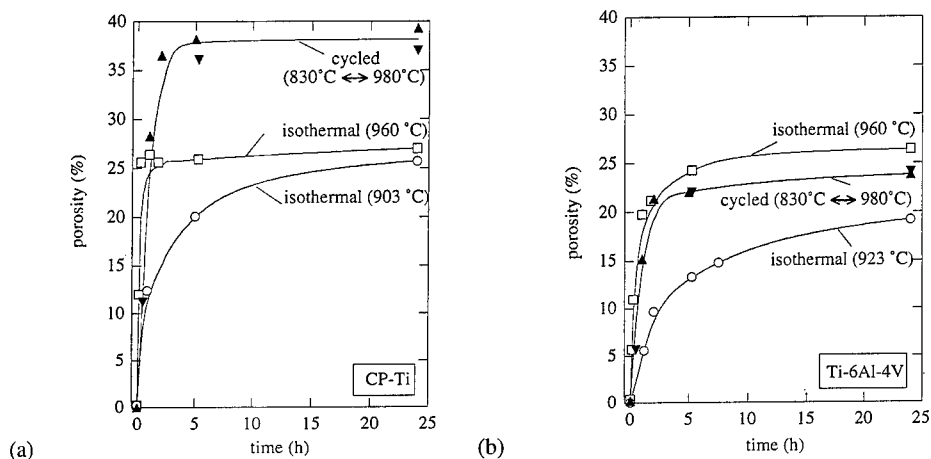 (a)
porosity (%)
40
35
30
25
20
15
10
5
0
cycled
(830°C ↔ 980°C)
isothermal (960 °C)
isothermal (903 °C)
CP-Ti
0 5 10 15 20 25
time (h)
(b)
porosity (%)
40
35
30
25
20
15
10
5
0
isothermal (960 °C)
cycled (830°C ↔ 980°C)
isothermal (923 °C)
Ti-6Al-4V
0 5 10 15 20 25
time (h)